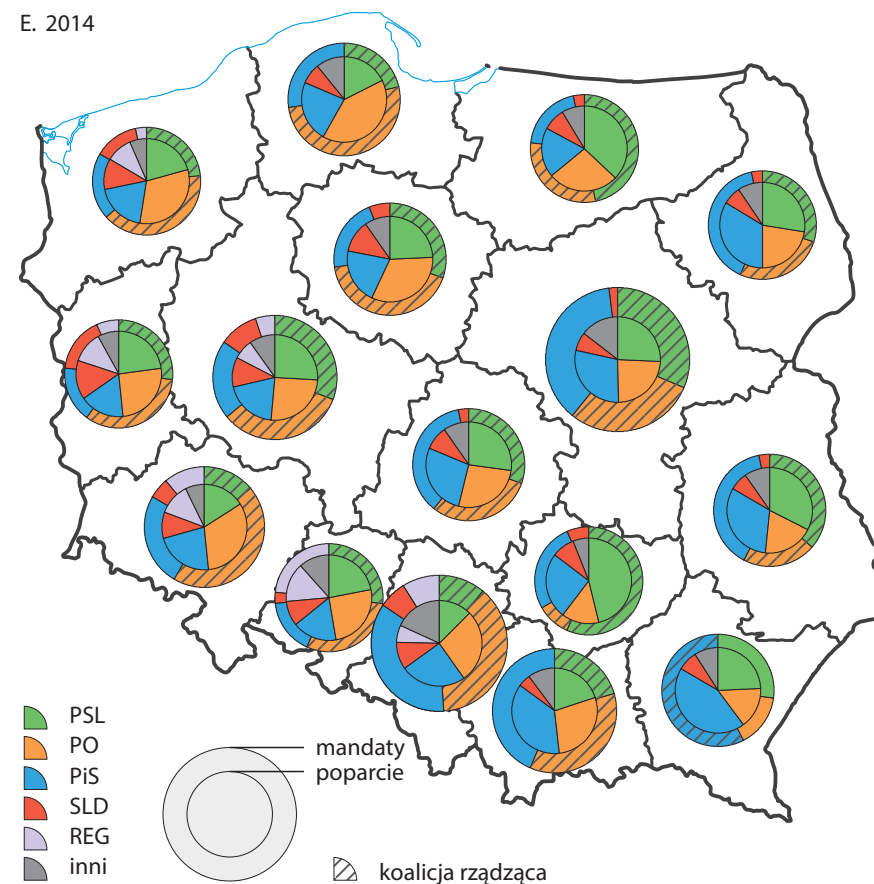 E. 2014
PSL
PO
PiS
SLD
REG
inni
mandaty
poparcie
koalicja rządząca